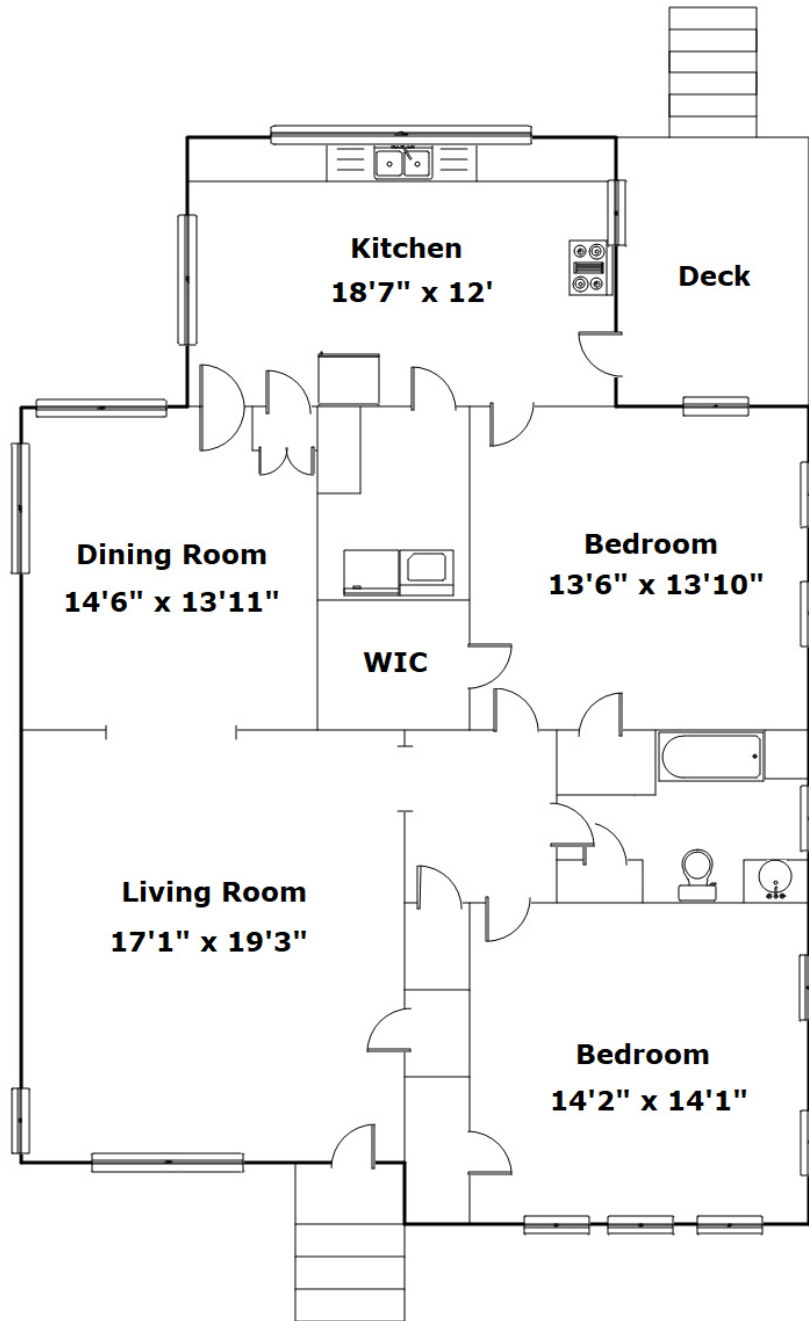 Kitchen
18'7" x 12'
Deck
Dining Room
14'6" x 13'11"
Bedroom
13'6" x 13'10"
WIC
Living Room
17'1" x 19'3"
Bedroom
14'2" x 14'1"